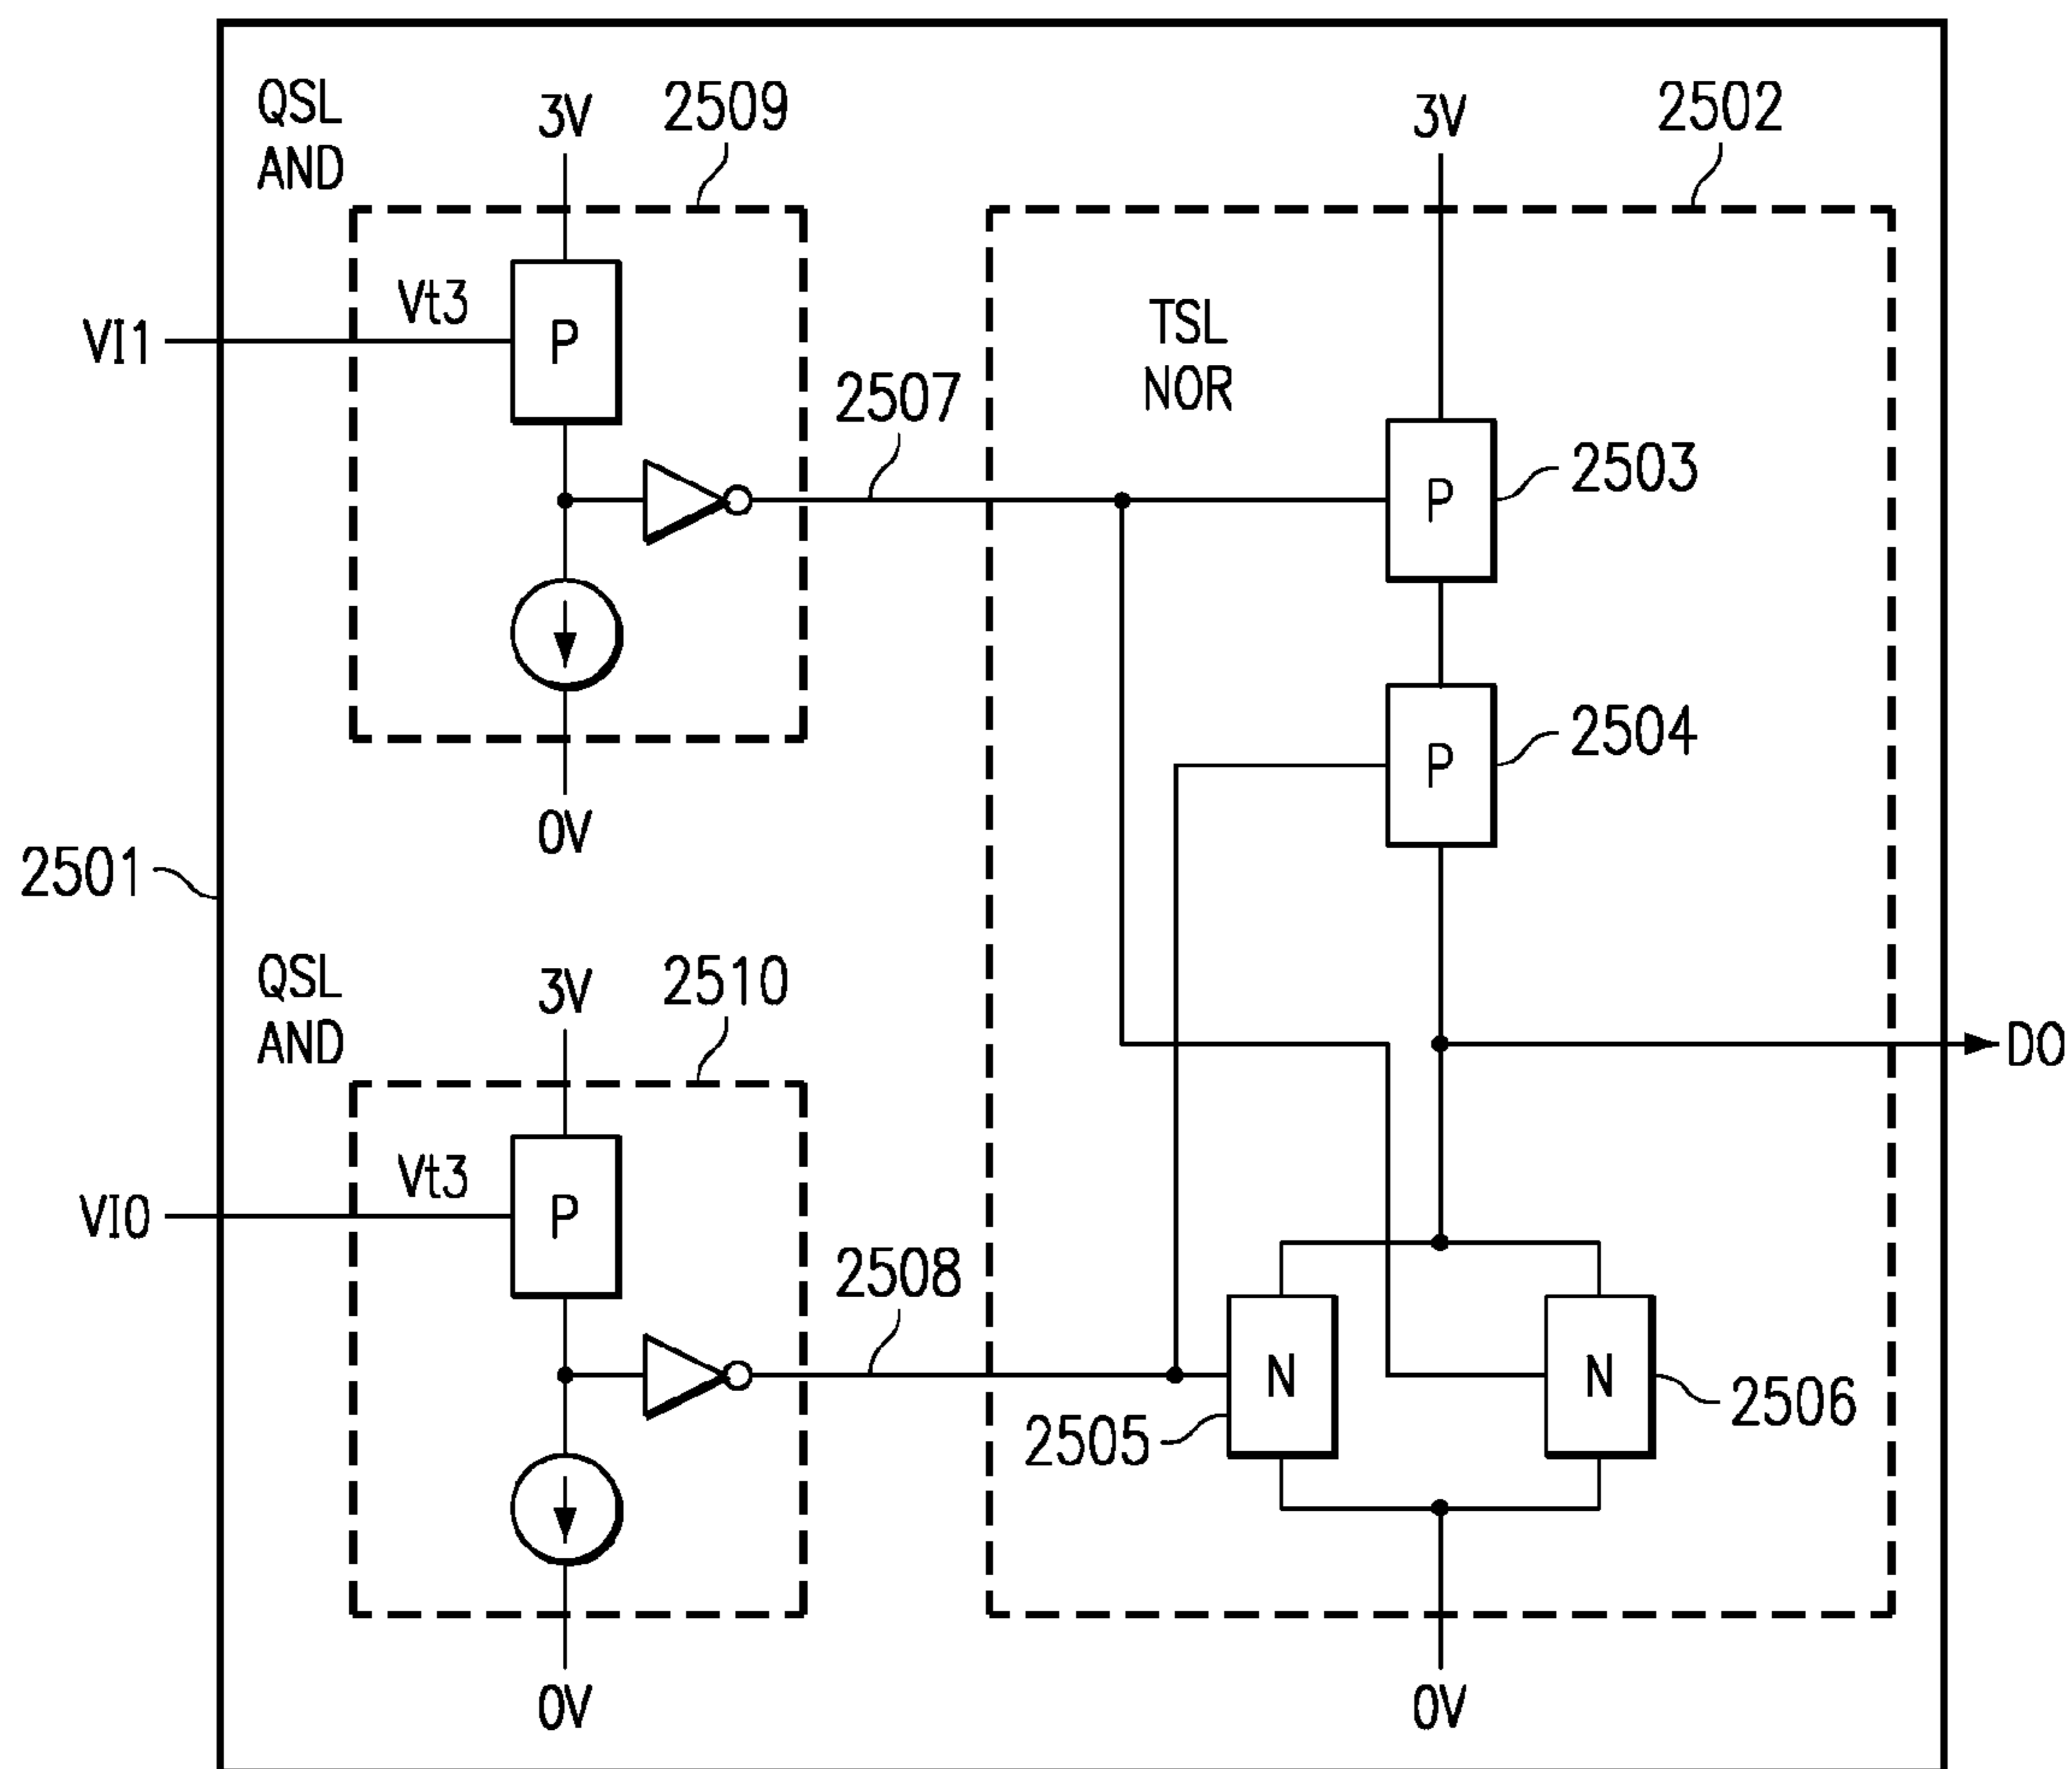 QSL
AND
3V
2509
3V
2502
Vt3
P
VI1
TSL
NOR
2507
P
2503
P
2504
0V
2501
QSL
AND
3V
2510
DO
Vt3
P
VI0
2508
N
N
2505
2506
0V
0V